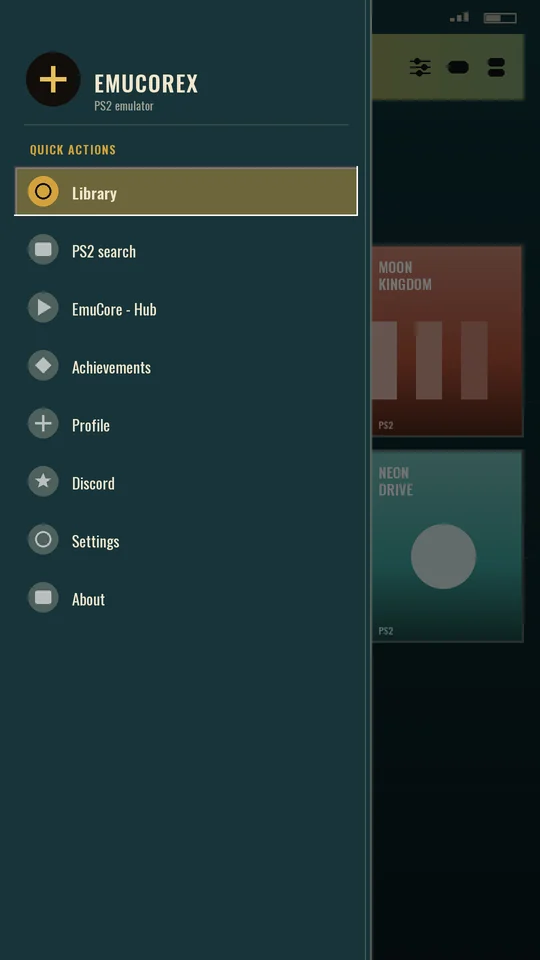 EMUCOREX
PS2 emulator
QUICK ACTIONS
Library
PS2 search
EmuCore - Hub
Achievements
Profile
Discord
Settings
About
MOON
KINGDOM
PS2
NEON
DRIVE
PS2